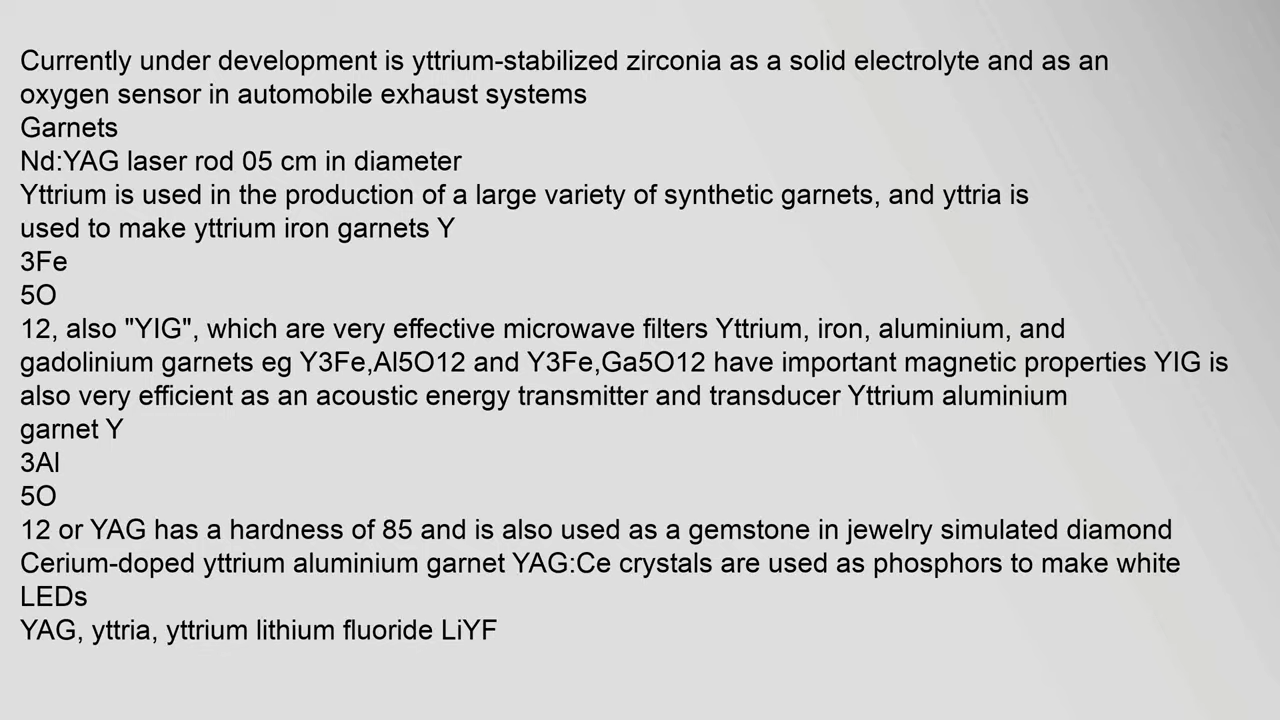 Currently under development is yttrium-stabilized zirconia as a solid electrolyte and as an
oxygen sensor in automobile exhaust systems
Garnets
Nd:YAG laser rod 05 cm in diameter
Yttrium is used in the production of a large variety of synthetic garnets, and yttria is
used to make yttrium iron garnets Y
3Fe
5O
12, also "YIG", which are very effective microwave filters Yttrium, iron, aluminium, and
gadolinium garnets eg Y3Fe,Al5O12 and Y3Fe,Ga5O12 have important magnetic properties YIG is
also very efficient as an acoustic energy transmitter and transducer Yttrium aluminium
garnet Y
3Al
5O
12 or YAG has a hardness of 85 and is also used as a gemstone in jewelry simulated diamond
Cerium-doped yttrium aluminium garnet YAG:Ce crystals are used as phosphors to make white
LEDs
YAG, yttria, yttrium lithium fluoride LiYF